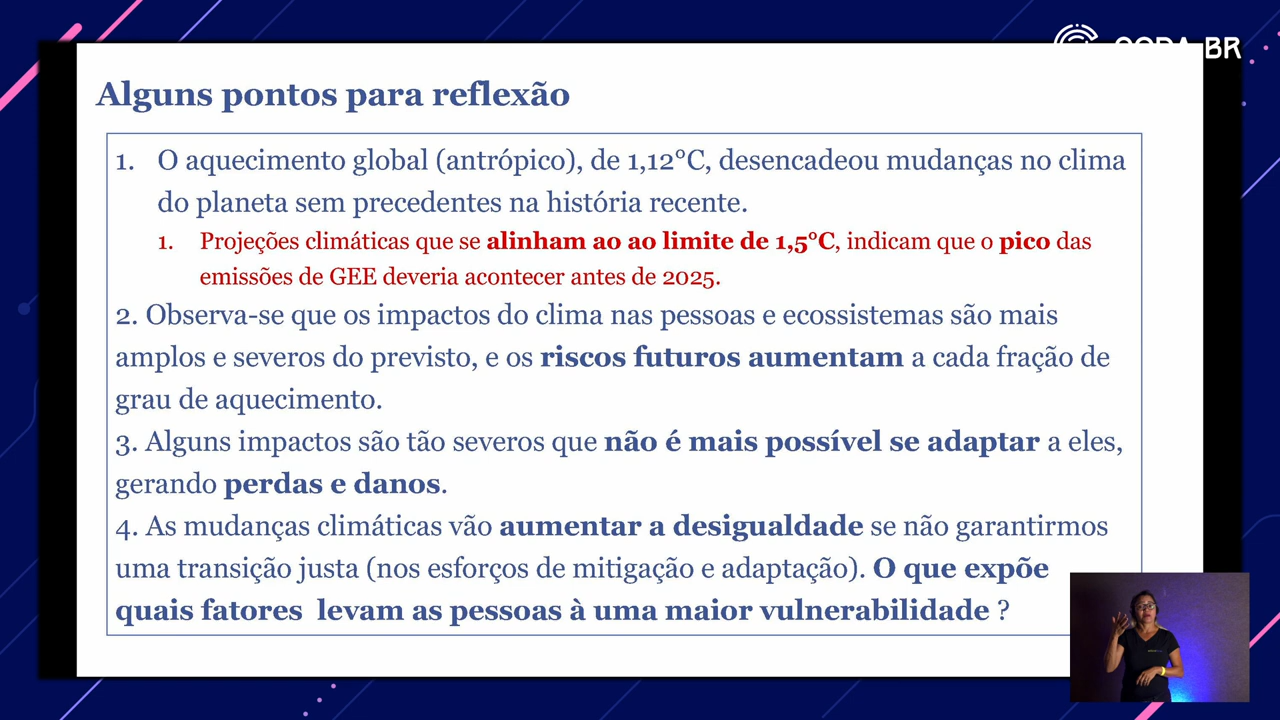 CODA BR
Alguns pontos para reflexão
1. O aquecimento global (antrópico), de 1,12°C, desencadeou mudanças no clima
do planeta sem precedentes na história recente.
1. Projeções climáticas que se alinham ao ao limite de 1,5°C, indicam que o pico das
emissões de GEE deveria acontecer antes de 2025.
2. Observa-se que os impactos do clima nas pessoas e ecossistemas são mais
amplos e severos do previsto, e os riscos futuros aumentam a cada fração de
grau de aquecimento.
3. Alguns impactos são tão severos que não é mais possível se adaptar a eles,
gerando perdas e danos.
4. As mudanças climáticas vão aumentar a desigualdade se não garantirmos
uma transição justa (nos esforços de mitigação e adaptação). O que expõe
quais fatores levam as pessoas à uma maior vulnerabilidade ?